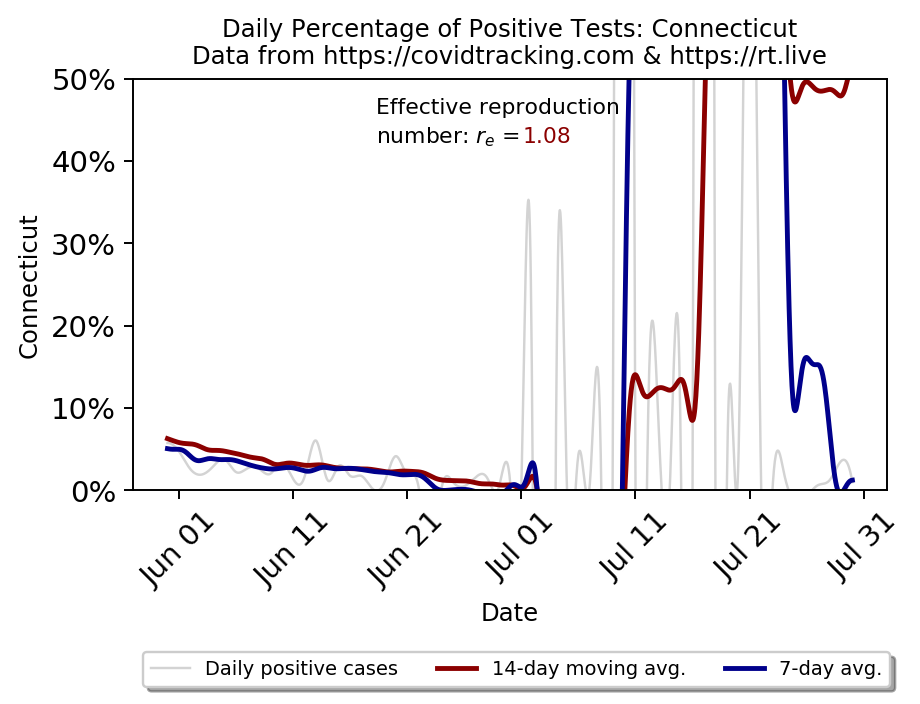 Daily Percentage of Positive Tests: Connecticut
Data from https://covidtracking.com & https://rt.live
50%
40%
30%
20%
10%
0%
Connecticut
Effective reproduction
number: rₑ =1.08
Jun 01
Jun 11
Jun 21
Jul 01
Jul 11
Jul 21
Jul 31
Date
Daily positive cases
14-day moving avg.
7-day avg.